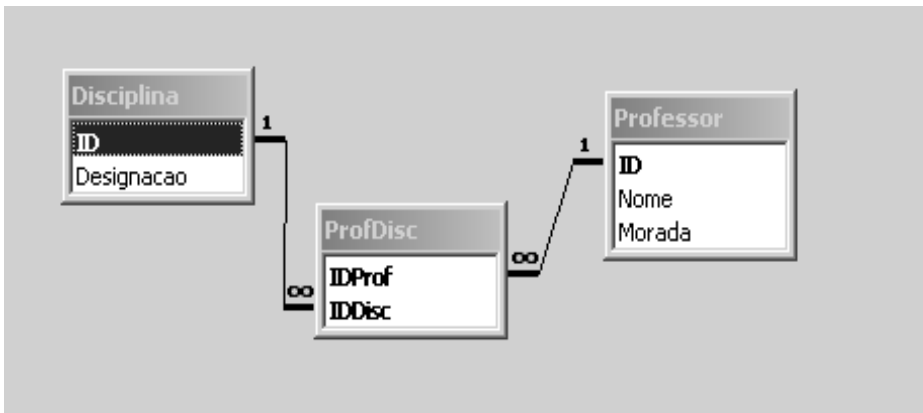 Disciplina
ID
Designacao
1
∞
ProfDisc
IDProf
IDDisc
∞
1
Professor
ID
Nome
Morada